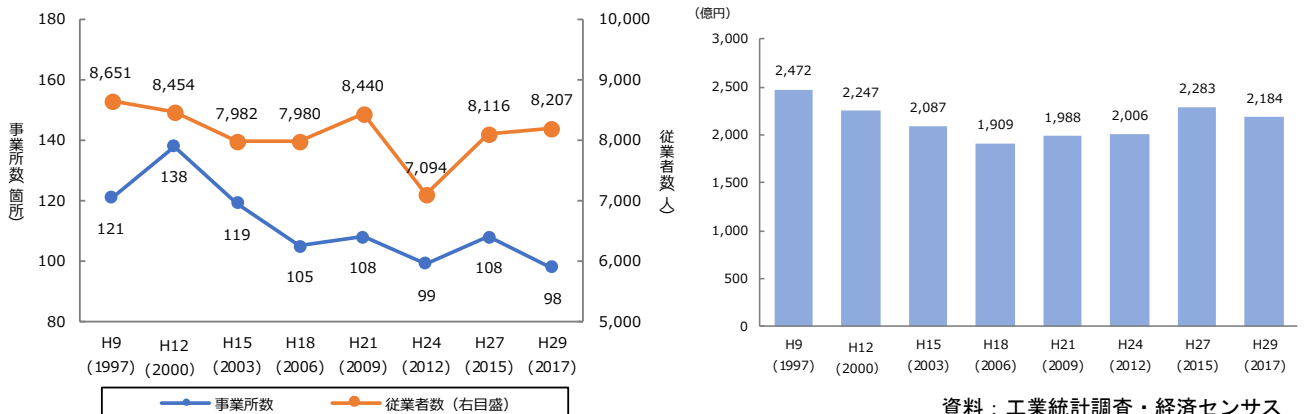 180
160
140
120
100
80
10,000
9,000
8,000
7,000
6,000
5,000
事業所数(箇所)
従業者数(人)
8,651
8,454
7,982
7,980
8,440
7,094
8,116
8,207
121
138
119
105
108
99
108
98
H9
(1997)
H12
(2000)
H15
(2003)
H18
(2006)
H21
(2009)
H24
(2012)
H27
(2015)
H29
(2017)
事業所数
従業者数(右目盛)
(億円)
3,000
2,500
2,000
1,500
1,000
500
0
2,472
2,247
2,087
1,909
1,988
2,006
2,283
2,184
H9
(1997)
H12
(2000)
H15
(2003)
H18
(2006)
H21
(2009)
H24
(2012)
H27
(2015)
H29
(2017)
資料:工業統計調査・経済センサス